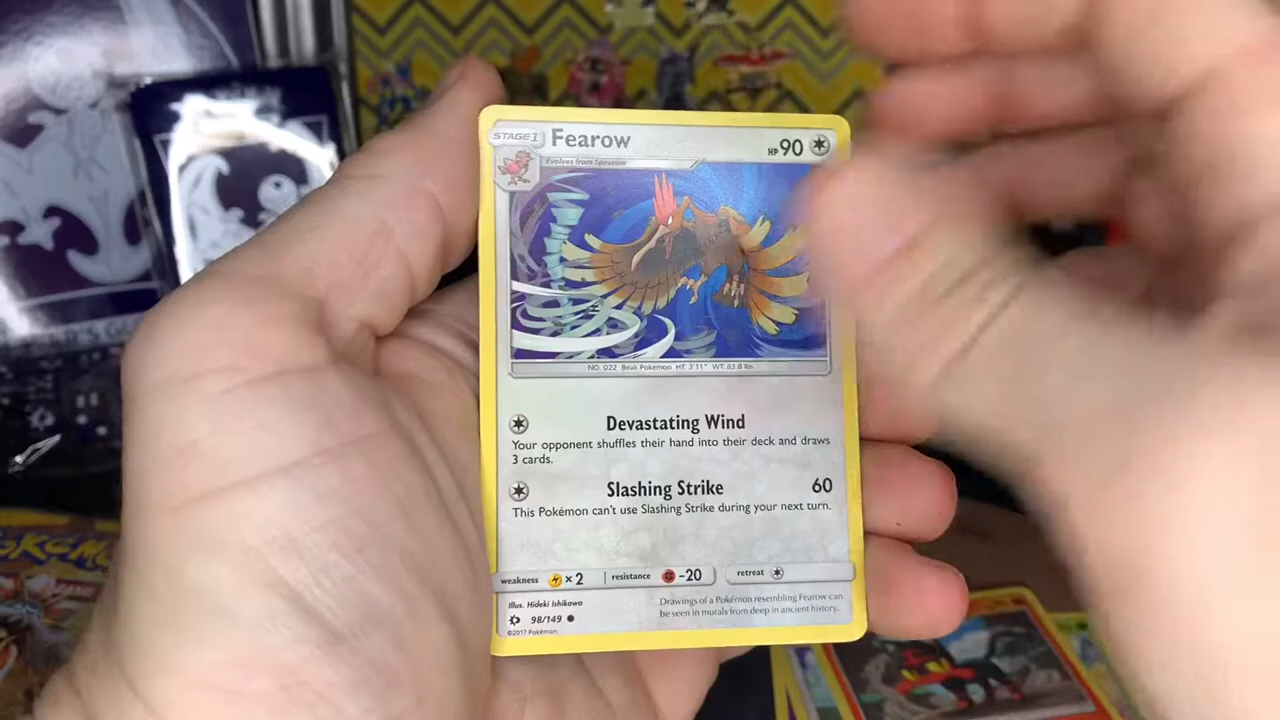 STAGE 1 Fearow HP 90
Evolves from Spearow
NO. 022 Beak Pokémon HT: 3'11" WT: 83.8 lbs
Devastating Wind
Your opponent shuffles their hand into their deck and draws
3 cards.
Slashing Strike 60
This Pokémon can't use Slashing Strike during your next turn.
weakness ×2 resistance -20 retreat
Illus. Hideki Ishikawa
Drawings of a Pokémon resembling Fearow can
be seen in murals from deep in ancient history.
98/149
©2017 Pokémon
POKÉMO